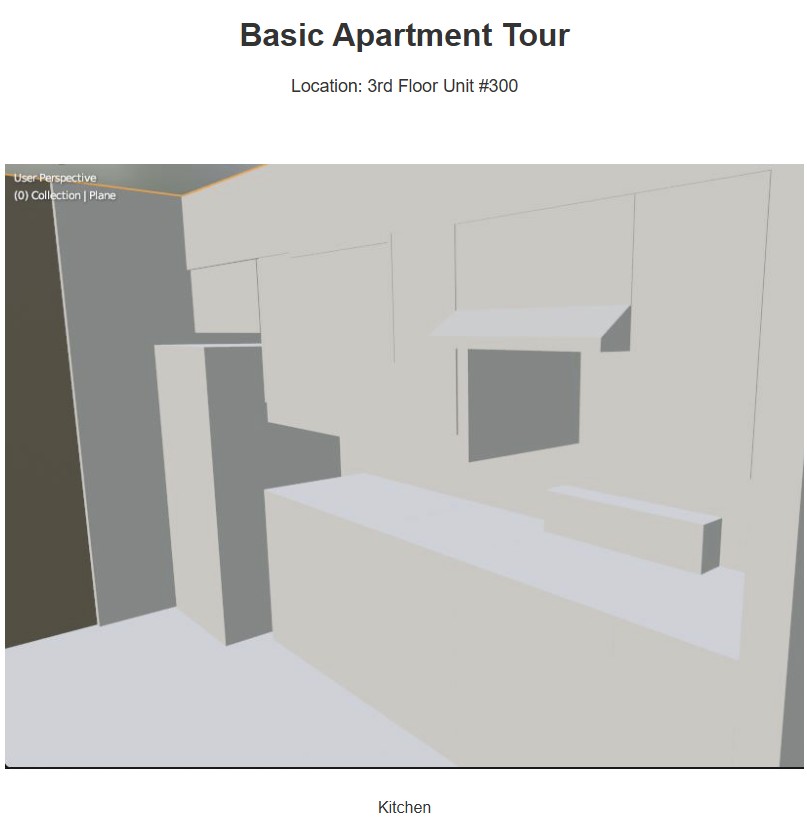 Basic Apartment Tour
Location: 3rd Floor Unit #300
User Perspective
(0) Collection | Plane
Kitchen